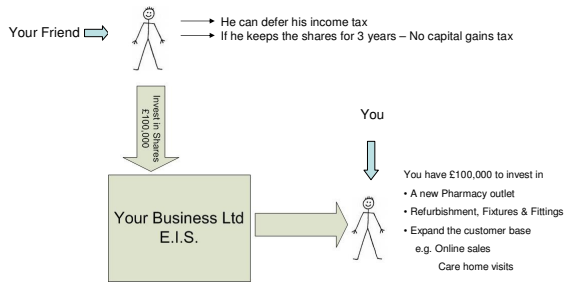 Your Friend
He can defer his income tax
If he keeps the shares for 3 years – No capital gains tax
Invest in Shares
£100,000
You
Your Business Ltd
E.I.S.
You have £100,000 to invest in
• A new Pharmacy outlet
• Refurbishment, Fixtures & Fittings
• Expand the customer base
e.g. Online sales
Care home visits